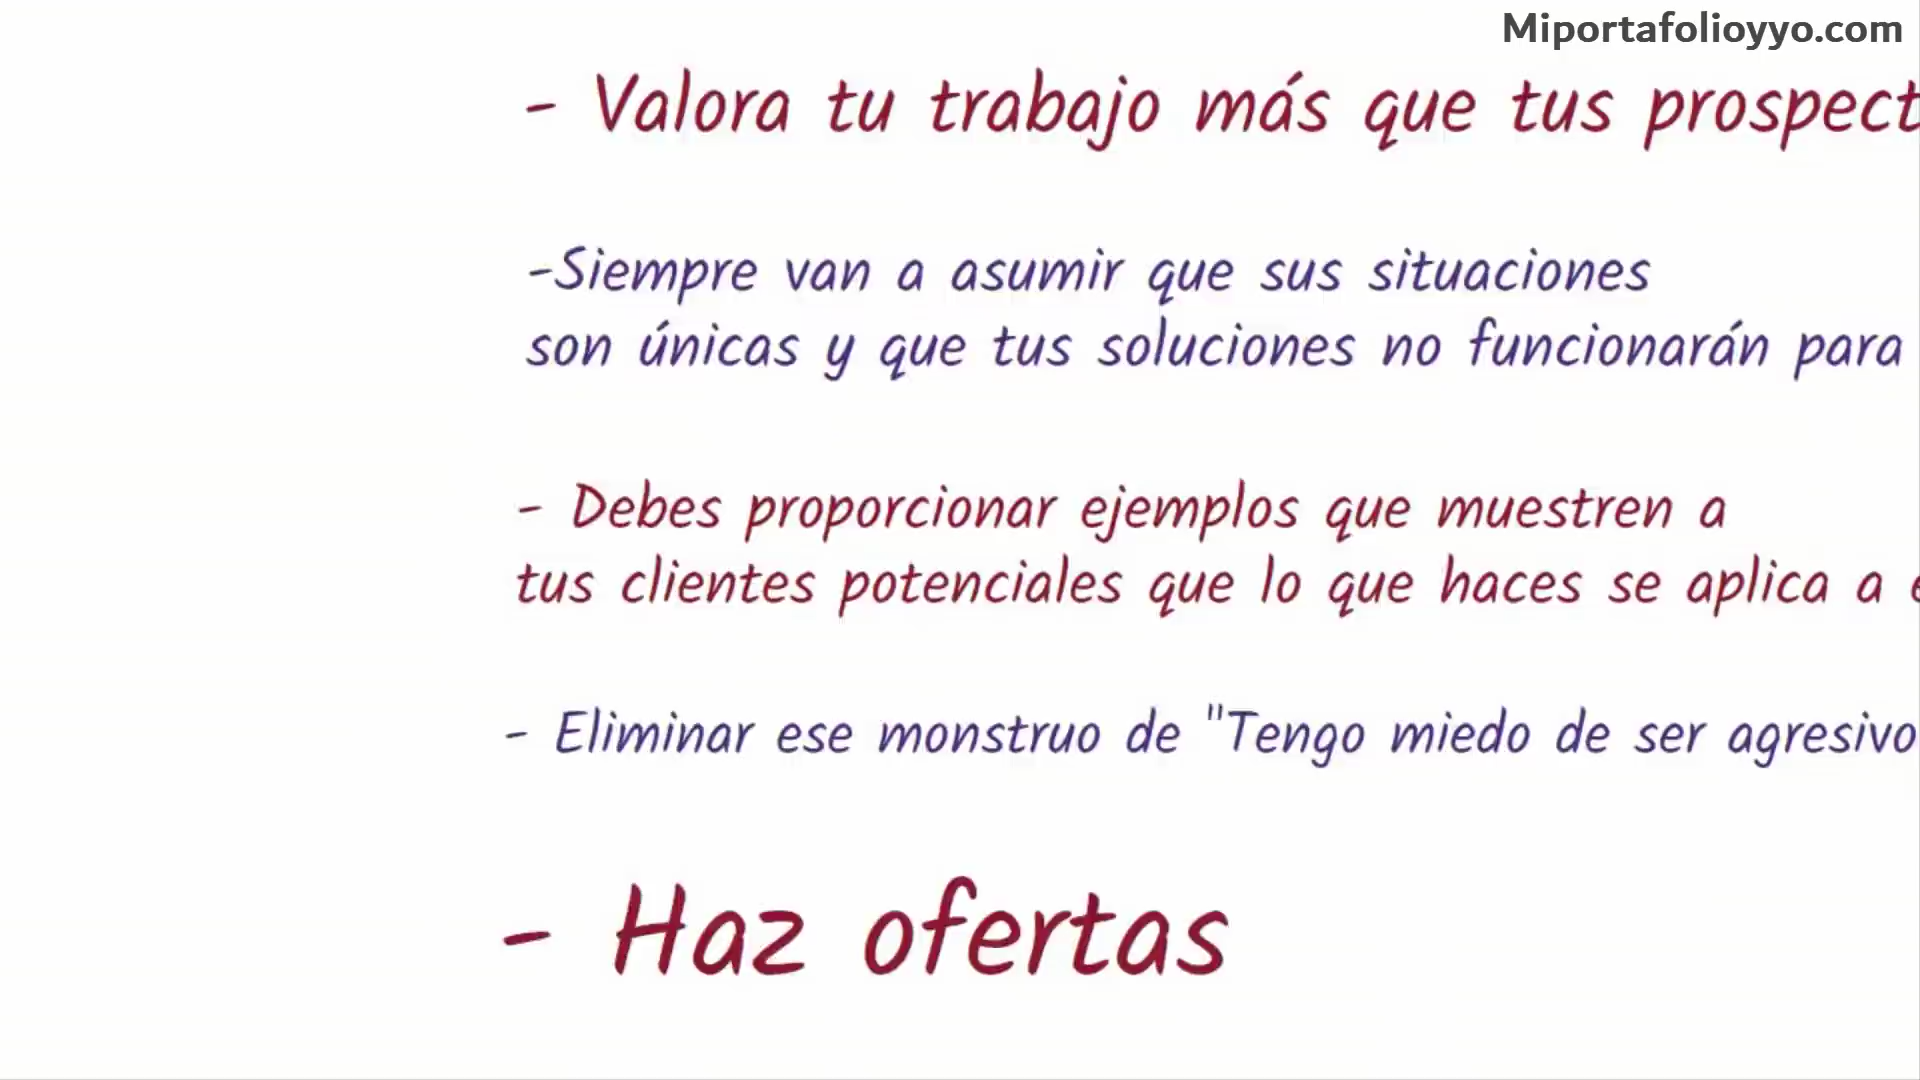 Miportafolioyyo.com
- Valora tu trabajo más que tus prospect
-Siempre van a asumir que sus situaciones
son únicas y que tus soluciones no funcionarán para
- Debes proporcionar ejemplos que muestren a
tus clientes potenciales que lo que haces se aplica a
- Eliminar ese monstruo de "Tengo miedo de ser agresivo
- Haz ofertas